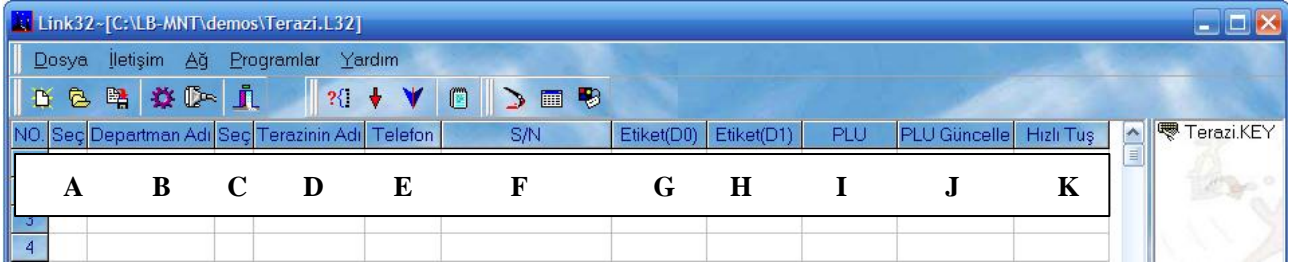 Link32~[C:\LB-MNT\demos\Terazi.L32]
Dosya İletişim Ağ Programlar Yardım
NO. Seç Departman Adı Seç Terazinin Adı Telefon S/N Etiket(D0) Etiket(D1) PLU PLU Güncelle Hızlı Tuş Terazi.KEY
A B C D E F G H I J K
3
4